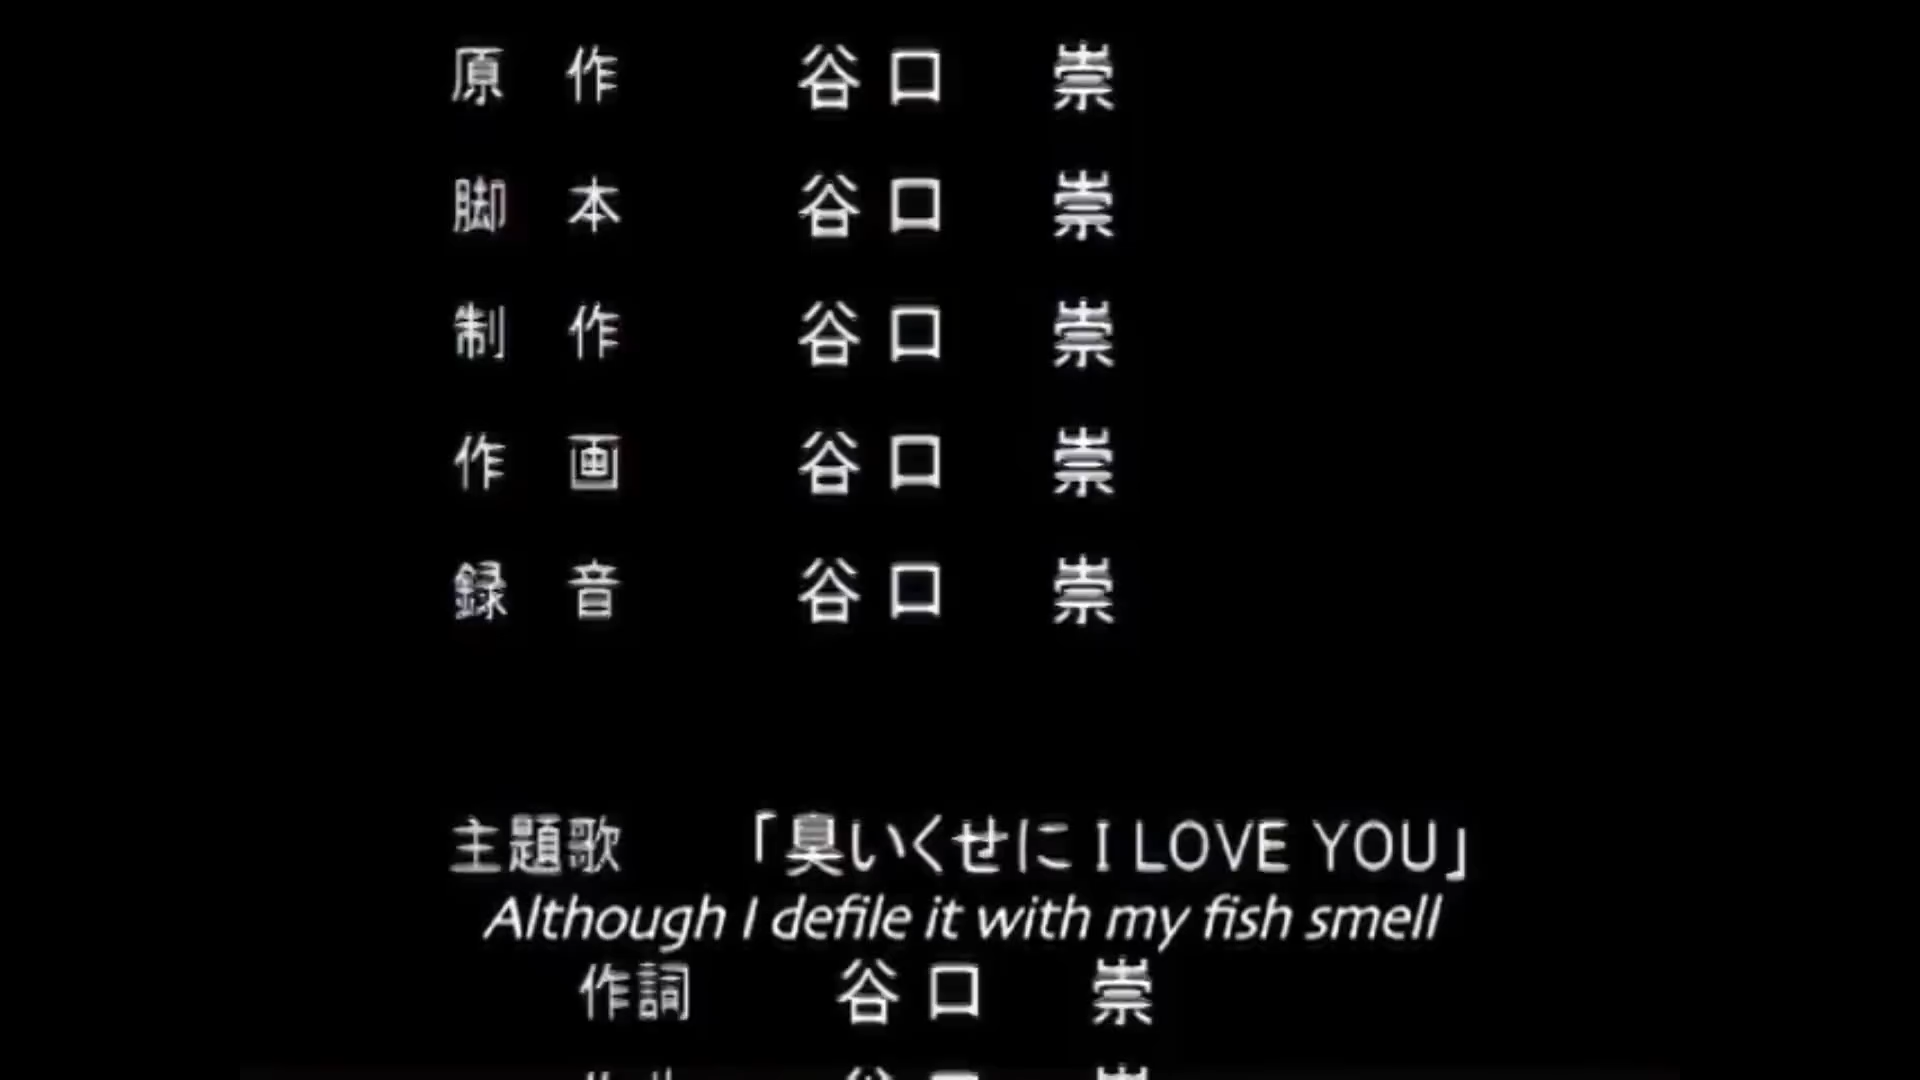 原作 谷口 崇
脚本 谷口 崇
制作 谷口 崇
作画 谷口 崇
録音 谷口 崇
主題歌 「臭いくせに I LOVE YOU」
Although I defile it with my fish smell
作詞 谷口 崇